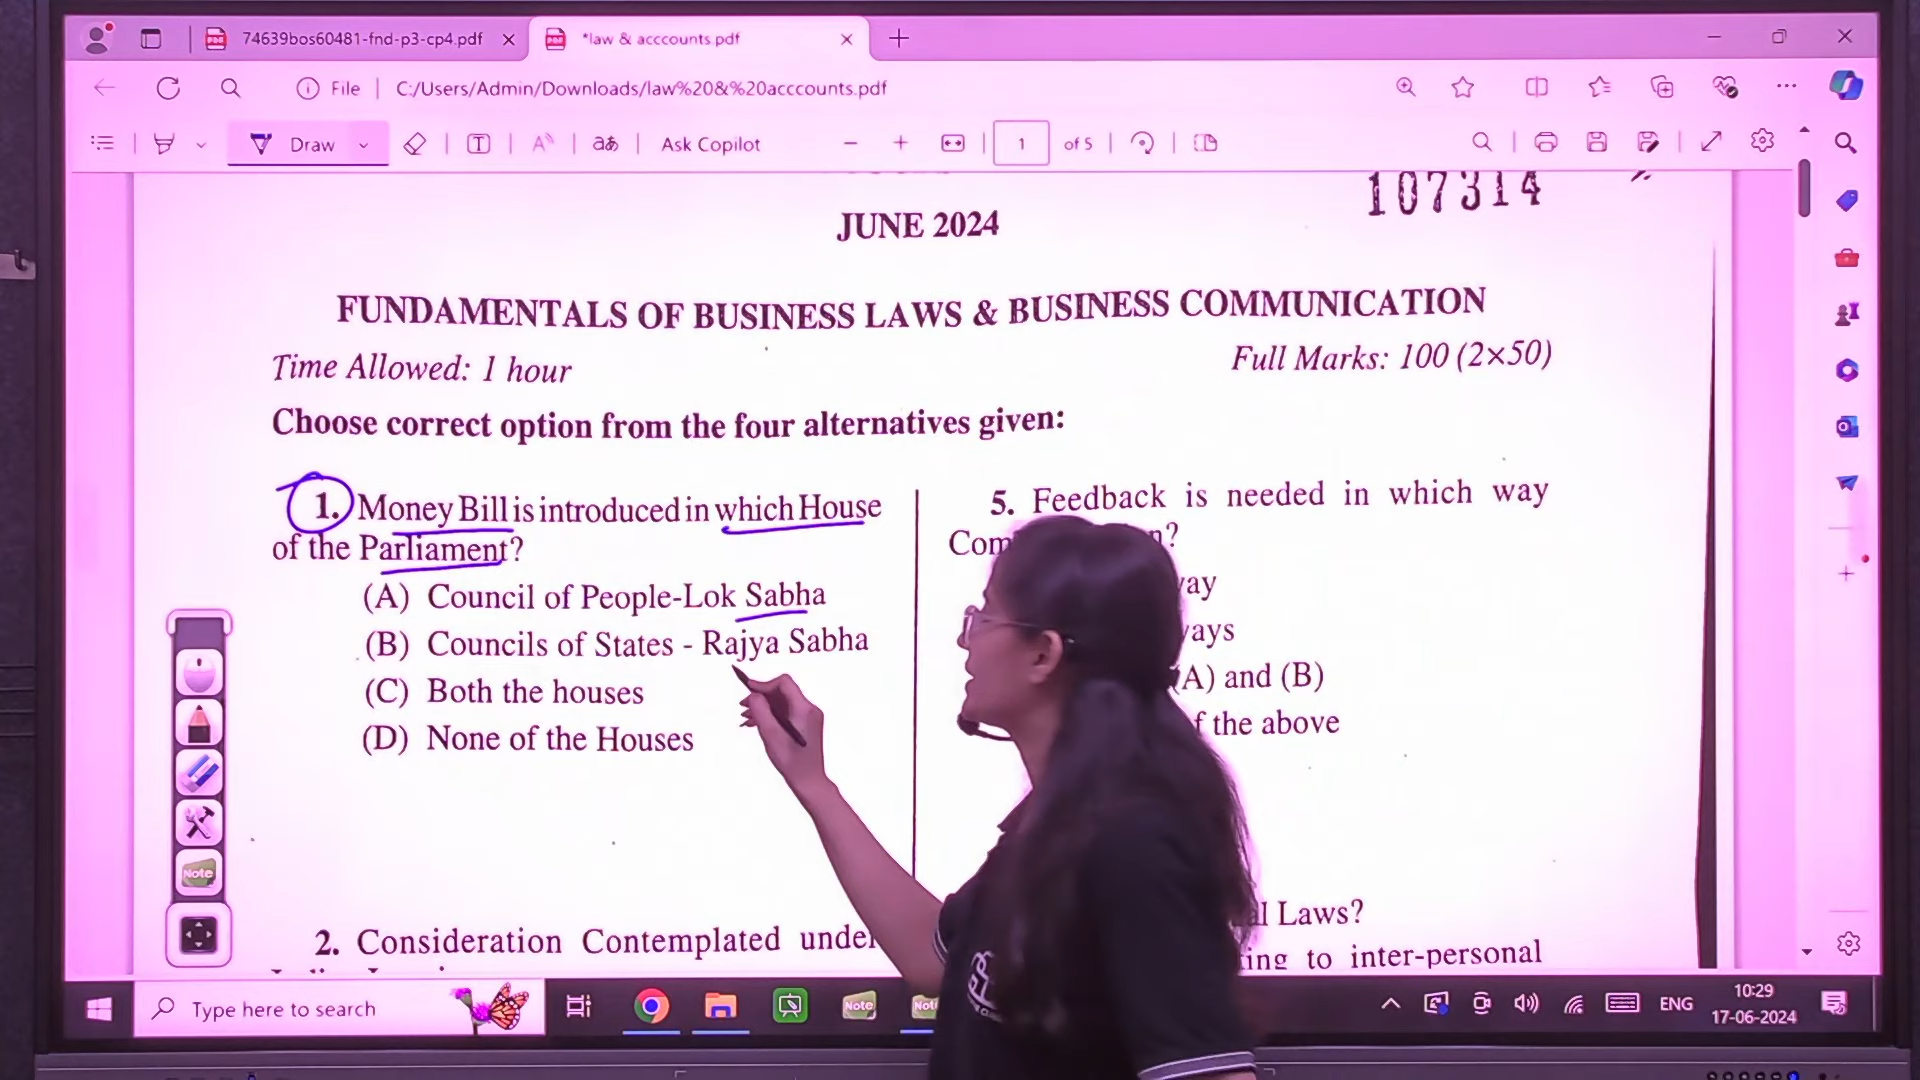 74639bos60481-fnd-p3-cp4.pdf
*law & acccounts.pdf
File
C:/Users/Admin/Downloads/law%20&%20acccounts.pdf
Draw
Ask Copilot
1 of 5
107314
JUNE 2024
FUNDAMENTALS OF BUSINESS LAWS & BUSINESS COMMUNICATION
Time Allowed: 1 hour
Full Marks: 100 (2×50)
Choose correct option from the four alternatives given:
1. Money Bill is introduced in which House
of the Parliament?
(A) Council of People-Lok Sabha
(B) Councils of States - Rajya Sabha
(C) Both the houses
(D) None of the Houses
2. Consideration Contemplated under
5. Feedback is needed in which way
(A) and (B)
the above
Laws?
to inter-personal
Note
Type here to search
Note
ENG
10:29
17-06-2024